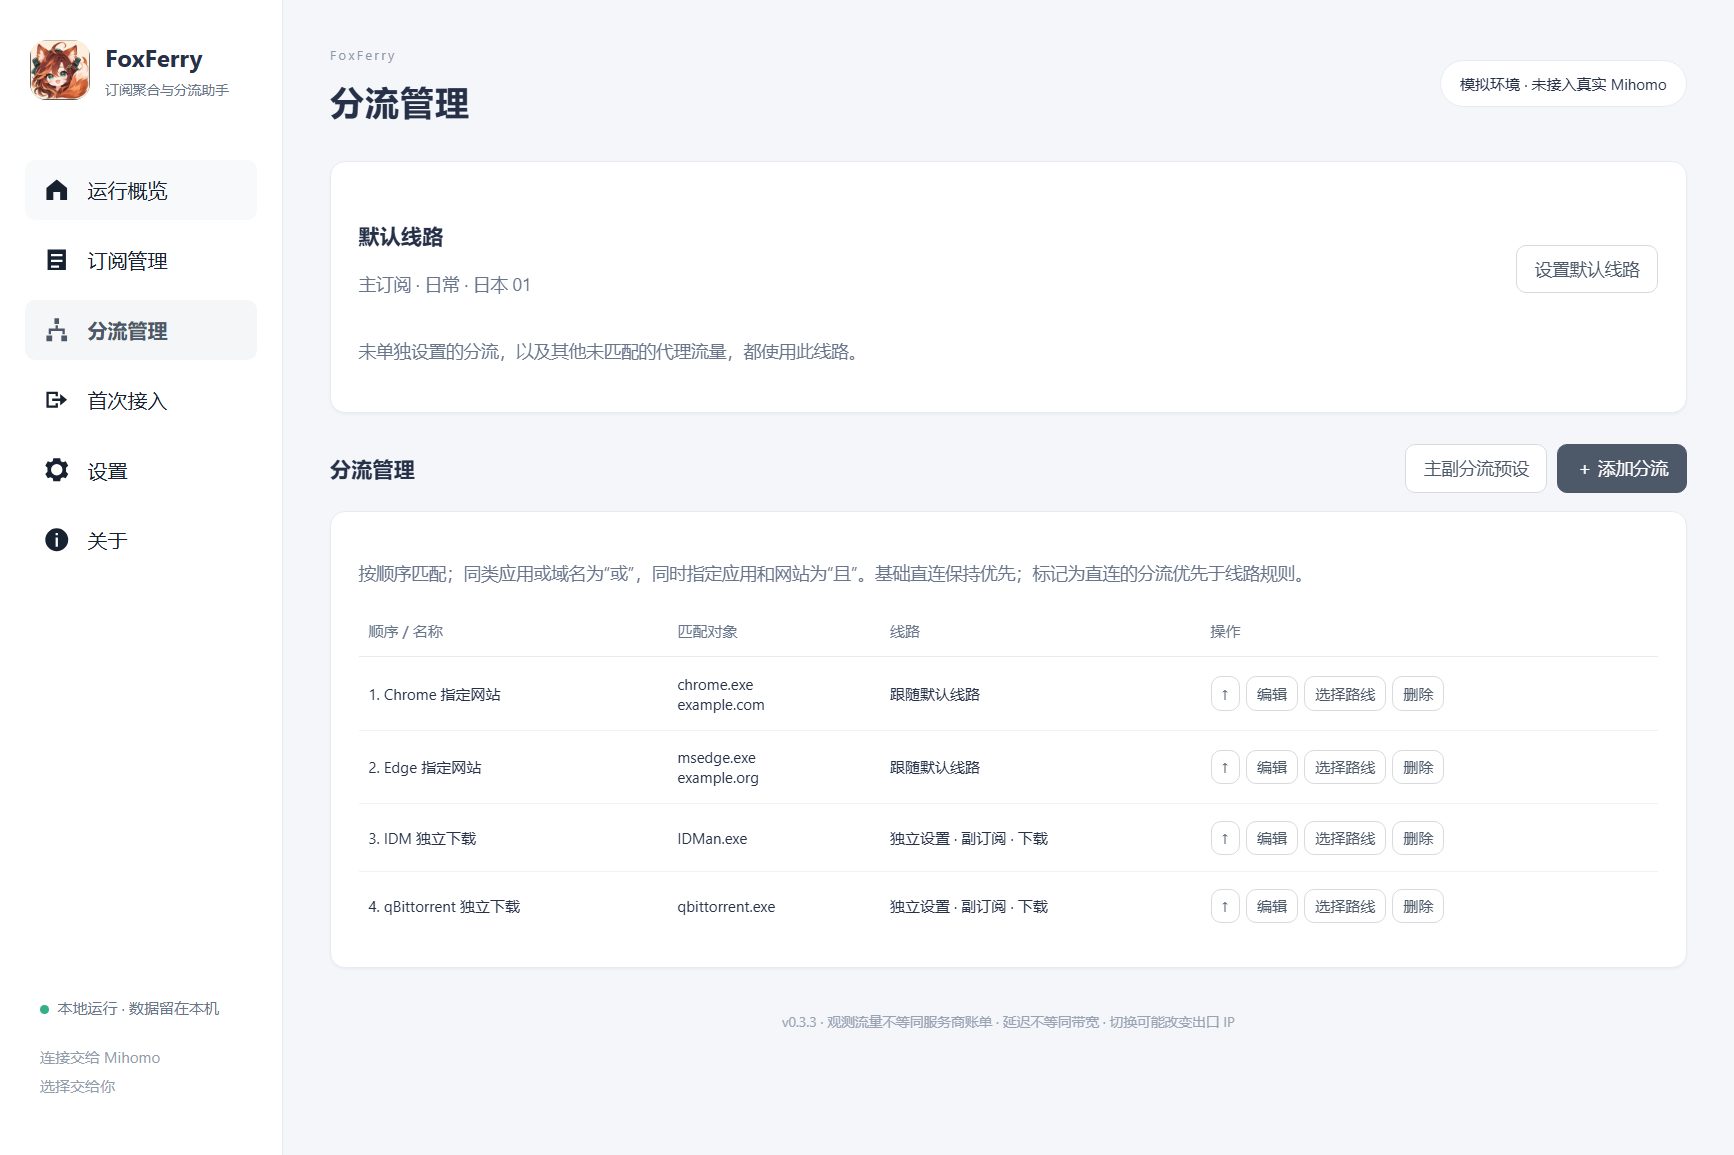 FoxFerry
订阅聚合与分流助手
运行概览
订阅管理
分流管理
首次接入
设置
关于
本地运行 · 数据留在本机
连接交给 Mihomo
选择交给你
FoxFerry
分流管理
模拟环境 · 未接入真实 Mihomo
默认线路
主订阅 · 日常 · 日本 01
设置默认线路
未单独设置的分流，以及其他未匹配的代理流量，都使用此线路。
分流管理
主副分流预设
+ 添加分流
按顺序匹配；同类应用或域名为“或”，同时指定应用和网站为“且”。基础直连保持优先；标记为直连的分流优先于线路规则。
顺序 / 名称 匹配对象 线路 操作
1. Chrome 指定网站 chrome.exe 跟随默认线路 ↑ 编辑 选择路线 删除
example.com
2. Edge 指定网站 msedge.exe 跟随默认线路 ↑ 编辑 选择路线 删除
example.org
3. IDM 独立下载 IDMan.exe 独立设置 · 副订阅 · 下载 ↑ 编辑 选择路线 删除
4. qBittorrent 独立下载 qbittorrent.exe 独立设置 · 副订阅 · 下载 ↑ 编辑 选择路线 删除
v0.3.3 · 观测流量不等同服务商账单 · 延迟不等同带宽 · 切换可能改变出口 IP